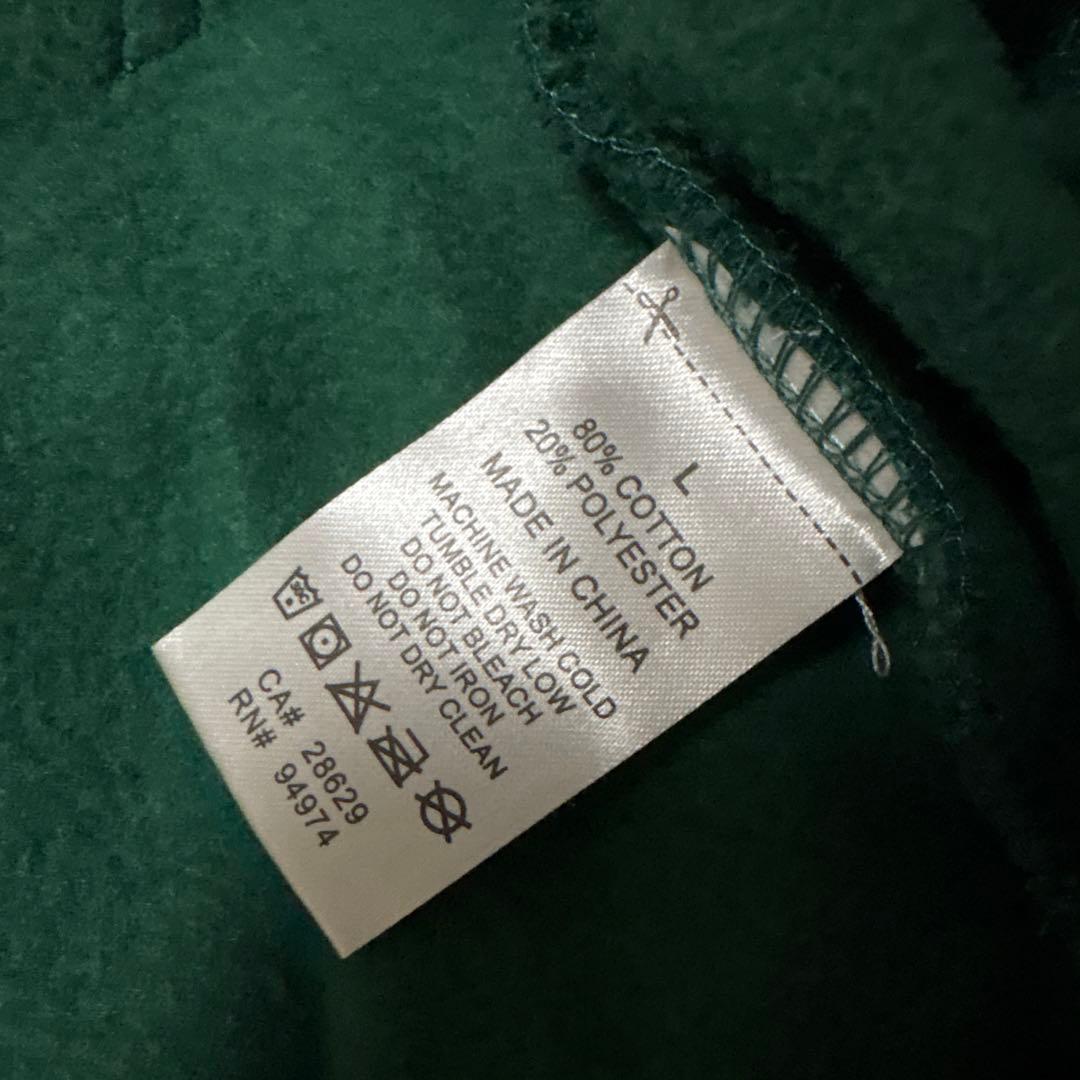 L
80% COTTON
20% POLYESTER
MADE IN CHINA
MACHINE WASH COLD
TUMBLE DRY LOW
DO NOT BLEACH
DO NOT IRON
DO NOT DRY CLEAN
30C
CA# 28629
RN# 94974